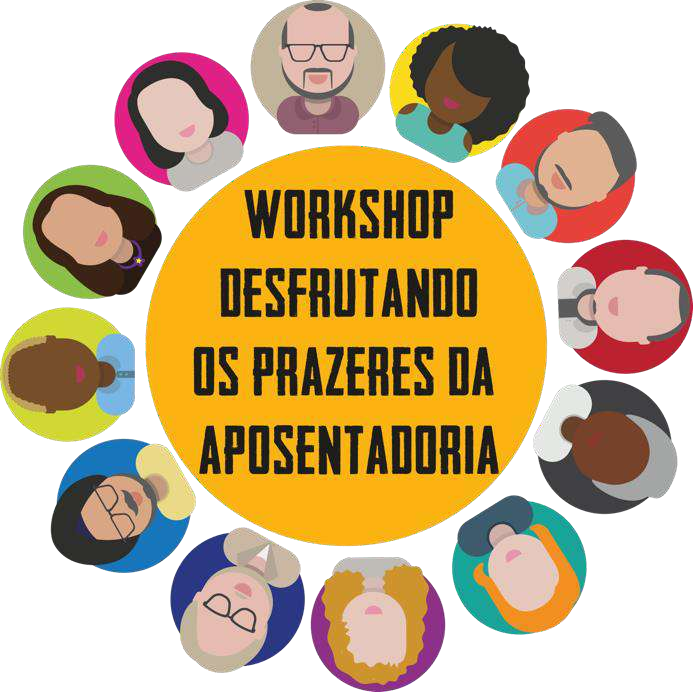 WORKSHOP
DESFRUTANDO
OS PRAZERES DA
APOSENTADORIA